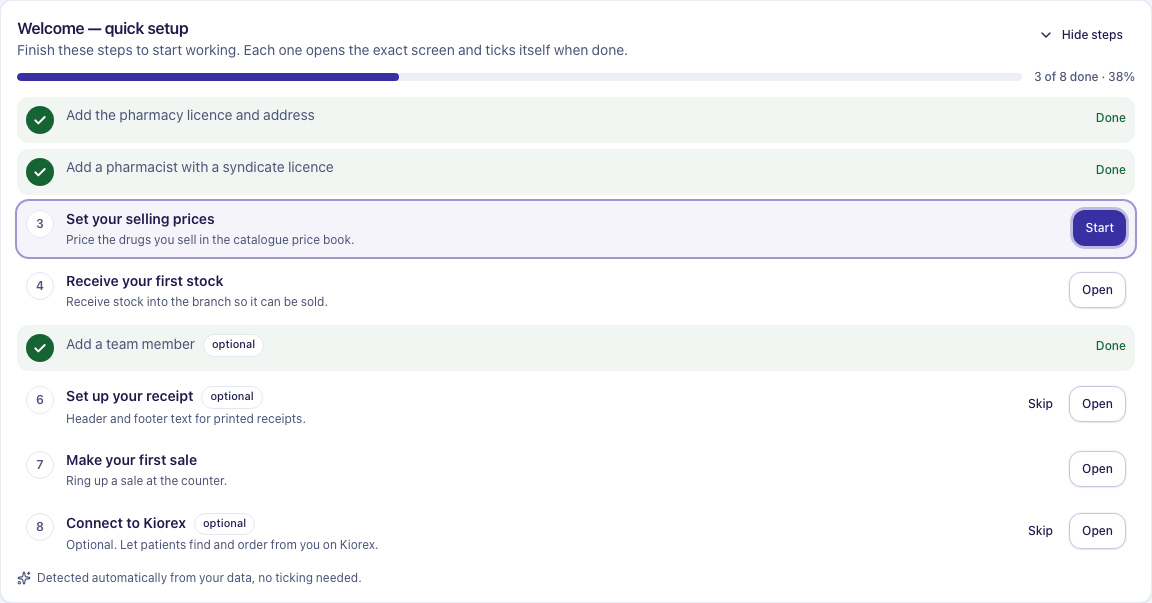 Welcome — quick setup
Hide steps
Finish these steps to start working. Each one opens the exact screen and ticks itself when done.
3 of 8 done · 38%
Add the pharmacy licence and address
Done
Add a pharmacist with a syndicate licence
Done
3
Set your selling prices
Price the drugs you sell in the catalogue price book.
Start
4
Receive your first stock
Receive stock into the branch so it can be sold.
Open
Add a team member optional
Done
6
Set up your receipt optional
Header and footer text for printed receipts.
Skip
Open
7
Make your first sale
Ring up a sale at the counter.
Open
8
Connect to Kiorex optional
Optional. Let patients find and order from you on Kiorex.
Skip
Open
Detected automatically from your data, no ticking needed.